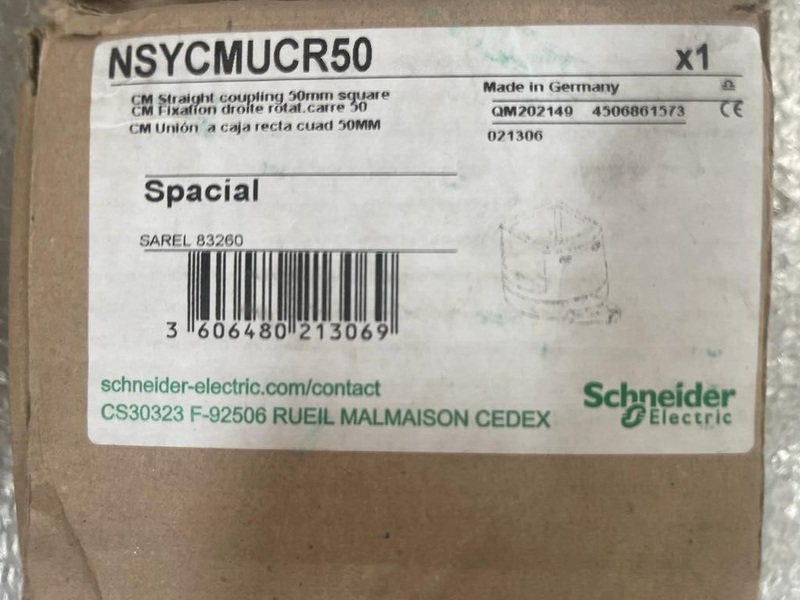 NSYCMUCR50 x1
CM Straight coupling 50mm square
CM Fixation droite rotat.carre 50
CM Unión a caja recta cuad 50MM
Made in Germany
QM202149 4506861573 CE
021306
Spacial
SAREL 83260
3 606480 213069
schneider-electric.com/contact
CS30323 F-92506 RUEIL MALMAISON CEDEX
Schneider
Electric